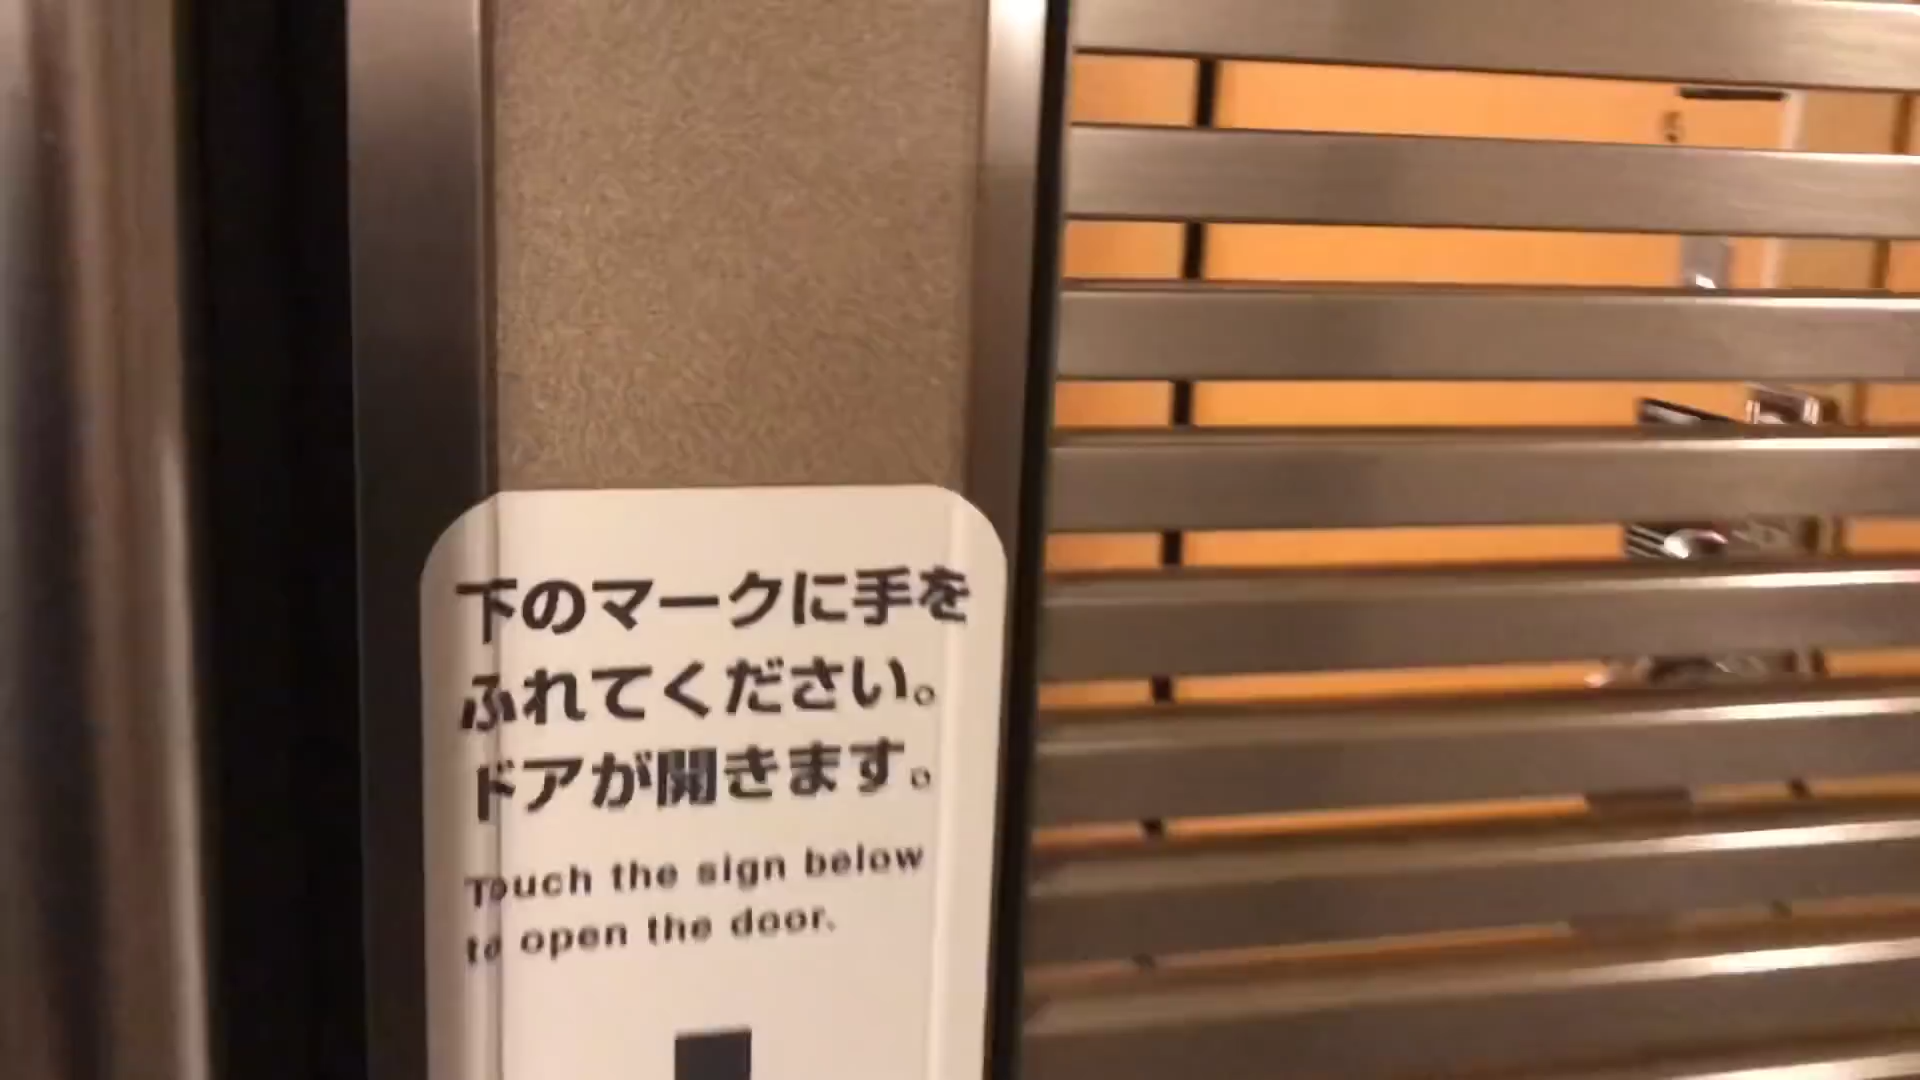 下のマークに手を
ふれてください。
ドアが開きます。
Touch the sign below
to open the door.